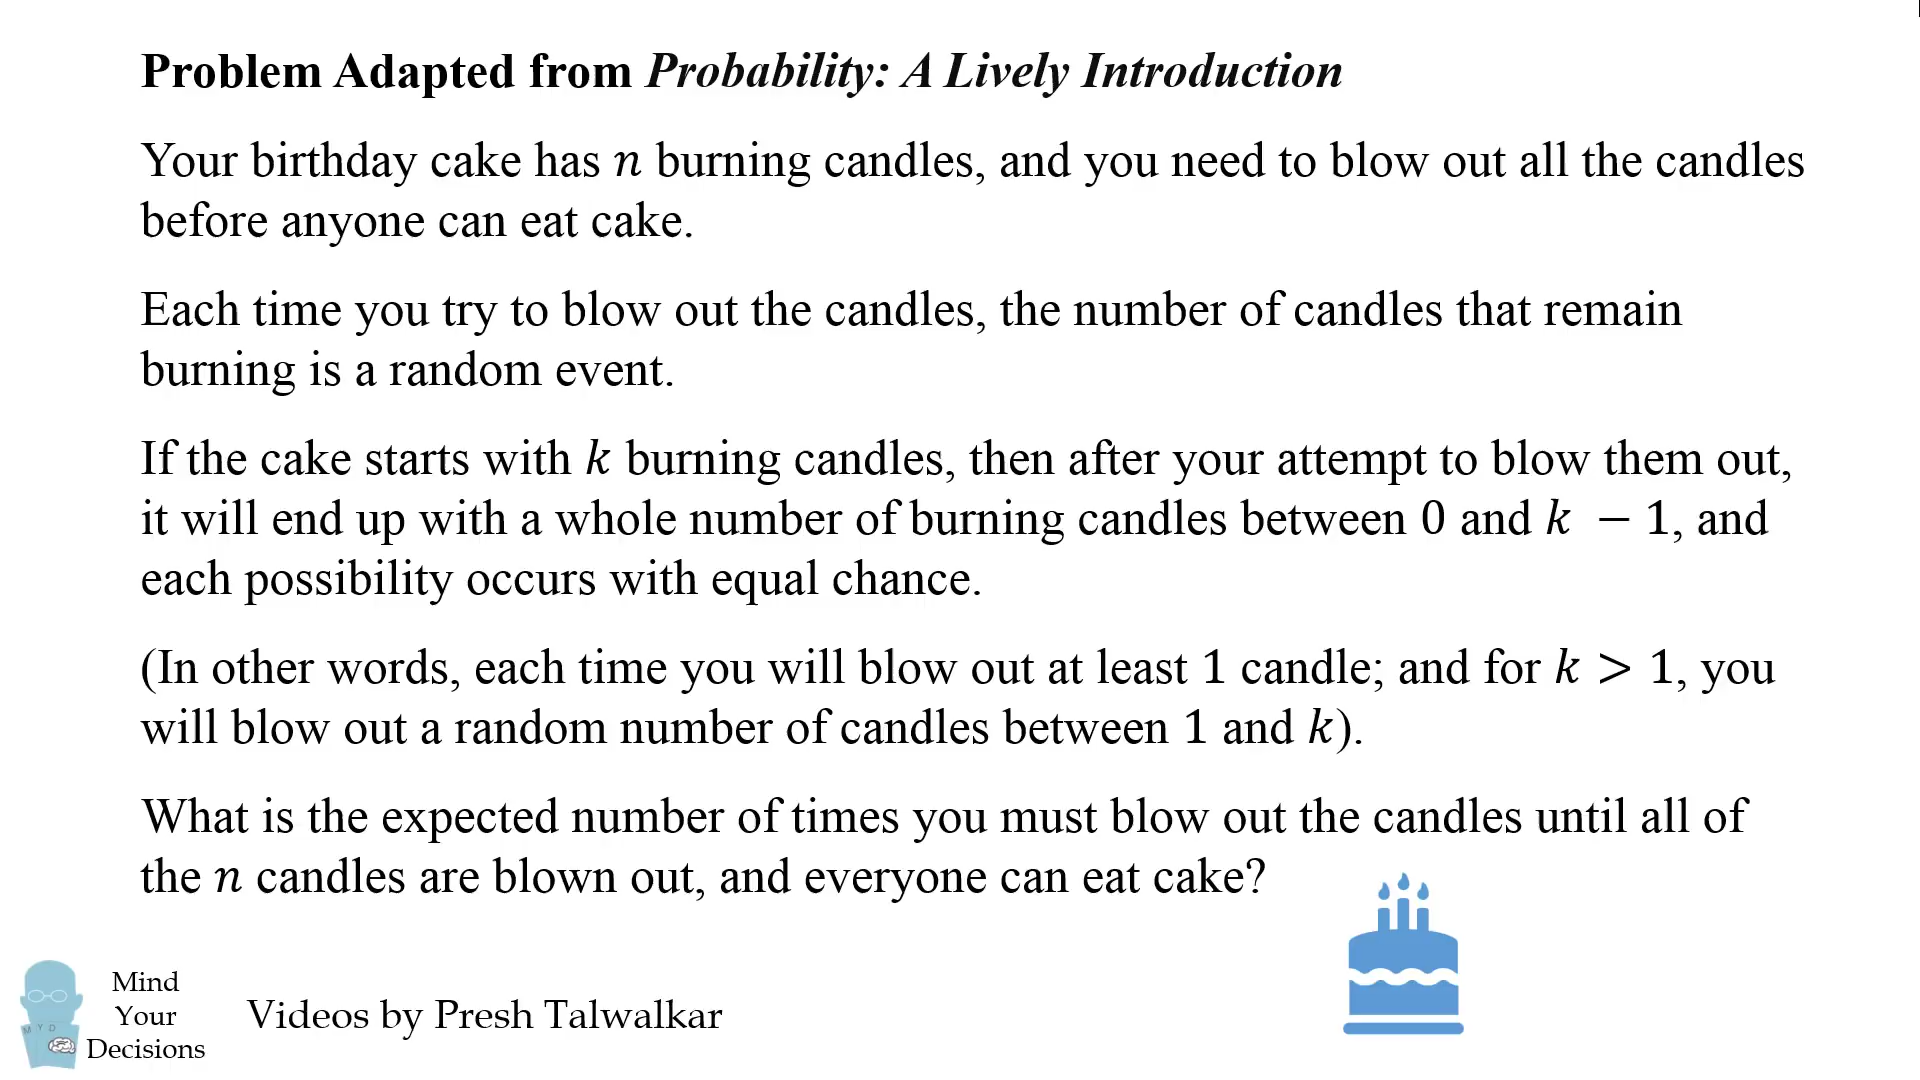 Problem Adapted from Probability: A Lively Introduction
Your birthday cake has n burning candles, and you need to blow out all the candles
before anyone can eat cake.
Each time you try to blow out the candles, the number of candles that remain
burning is a random event.
If the cake starts with k burning candles, then after your attempt to blow them out,
it will end up with a whole number of burning candles between 0 and k − 1, and
each possibility occurs with equal chance.
(In other words, each time you will blow out at least 1 candle; and for k > 1, you
will blow out a random number of candles between 1 and k).
What is the expected number of times you must blow out the candles until all of
the n candles are blown out, and everyone can eat cake?
M Y D
Mind
Your
Decisions
Videos by Presh Talwalkar